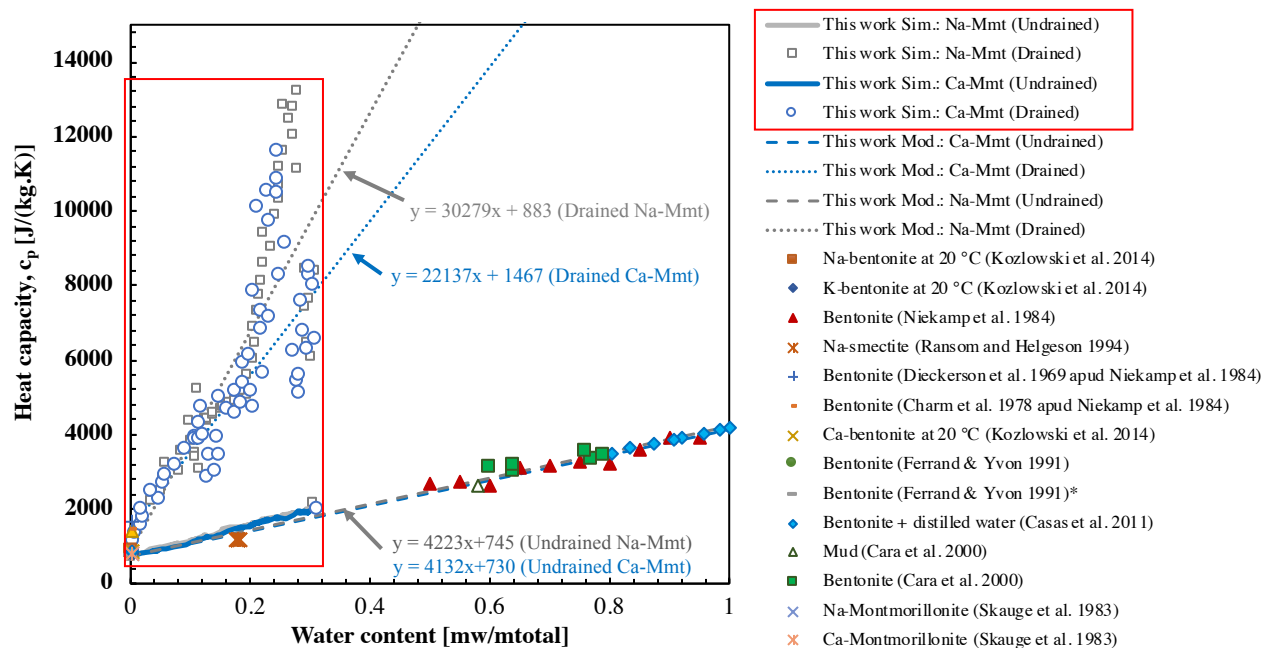 14000
12000
10000
8000
6000
4000
2000
0
Heat capacity, cp [J/(kg.K)]
0
0.2
0.4
0.6
0.8
1
Water content [mw/mtotal]
y = 30279x + 883 (Drained Na-Mmt)
y = 22137x + 1467 (Drained Ca-Mmt)
y = 4223x+745 (Undrained Na-Mmt)
y = 4132x+730 (Undrained Ca-Mmt)
This work Sim.: Na-Mmt (Undrained)
This work Sim.: Na-Mmt (Drained)
This work Sim.: Ca-Mmt (Undrained)
This work Sim.: Ca-Mmt (Drained)
This work Mod.: Ca-Mmt (Undrained)
This work Mod.: Ca-Mmt (Drained)
This work Mod.: Na-Mmt (Undrained)
This work Mod.: Na-Mmt (Drained)
Na-bentonite at 20 °C (Kozlowski et al. 2014)
K-bentonite at 20 °C (Kozlowski et al. 2014)
Bentonite (Niekamp et al. 1984)
Na-smectite (Ransom and Helgeson 1994)
Bentonite (Dieckerson et al. 1969 apud Niekamp et al. 1984)
Bentonite (Charm et al. 1978 apud Niekamp et al. 1984)
Ca-bentonite at 20 °C (Kozlowski et al. 2014)
Bentonite (Ferrand & Yvon 1991)
Bentonite (Ferrand & Yvon 1991)*
Bentonite + distilled water (Casas et al. 2011)
Mud (Cara et al. 2000)
Bentonite (Cara et al. 2000)
Na-Montmorillonite (Skauge et al. 1983)
Ca-Montmorillonite (Skauge et al. 1983)